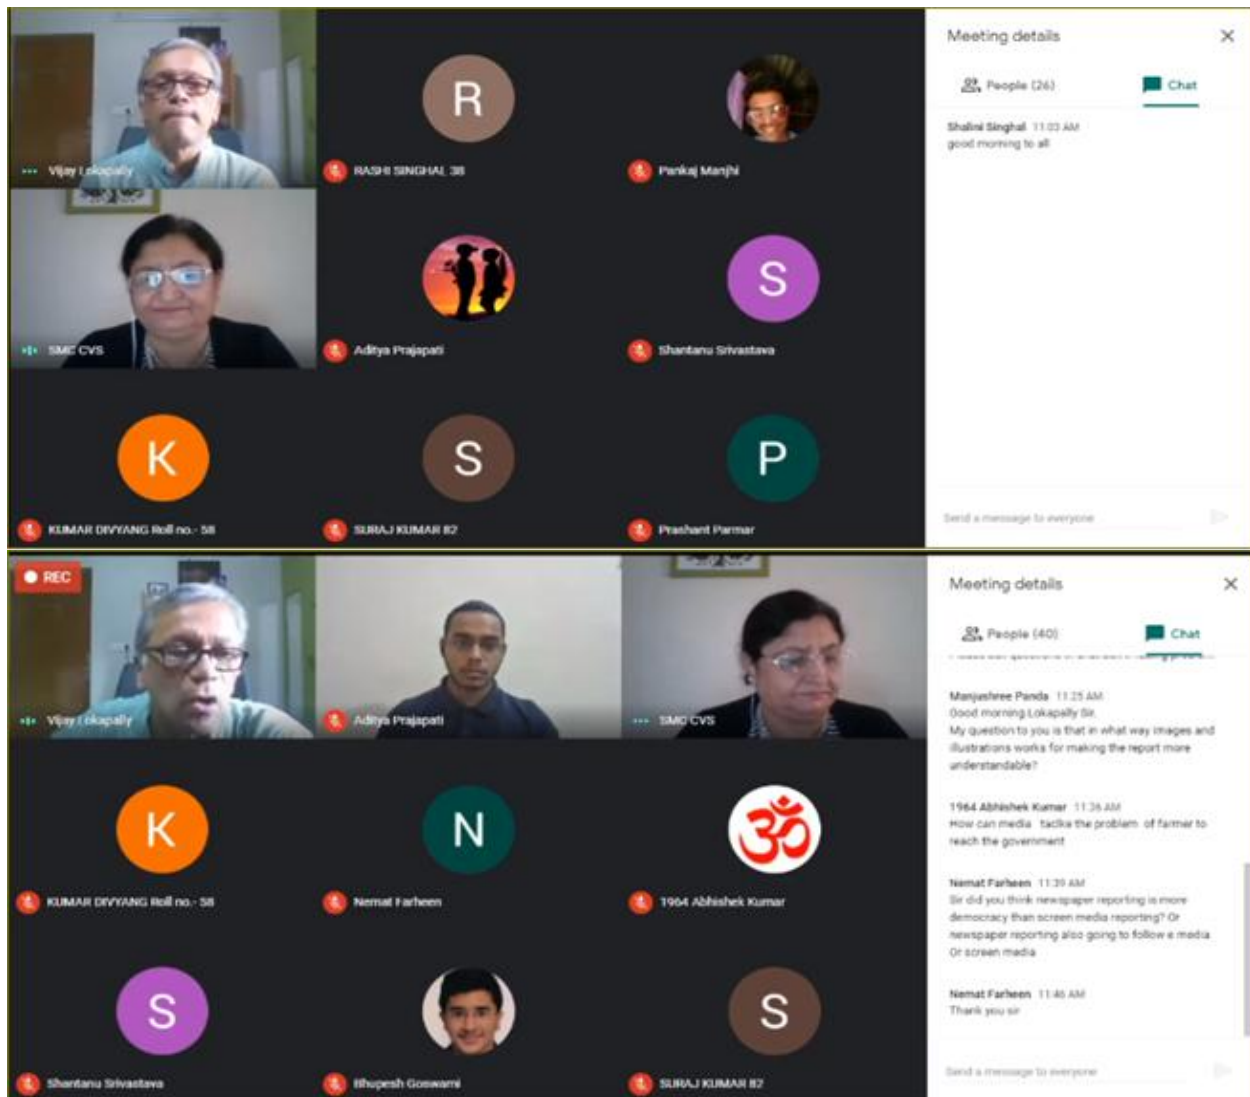 Vijay Lokapally
R
RASHI SINGHAL 38
Pankaj Manjhi
SMC CVS
Aditya Prajapati
S
Shantanu Srivastava
K
KUMAR DIVYANG Roll no.- 58
S
SURAJ KUMAR 82
P
Prashant Parmar
Meeting details
People (26)
Chat
Shalini Singhal 11:03 AM
good morning to all
Send a message to everyone
REC
Vijay Lokapally
Aditya Prajapati
SMC CVS
K
KUMAR DIVYANG Roll no.- 58
N
Nemat Farheen
ॐ
1964 Abhishek Kumar
S
Shantanu Srivastava
Bhupesh Goswami
S
SURAJ KUMAR 82
Meeting details
People (40)
Chat
Manjushree Panda 11:25 AM
Good morning Lokapally Sir,
My question to you is that in what way images and
illustrations works for making the report more
understandable?
1964 Abhishek Kumar 11:36 AM
How can media taclke the problem of farmer to
reach the government
Nemat Farheen 11:39 AM
Sir did you think newspaper reporting is more
democracy than screen media reporting? Or
newspaper reporting also going to follow e media
Or screen media
Nemat Farheen 11:46 AM
Thank you sir
Send a message to everyone